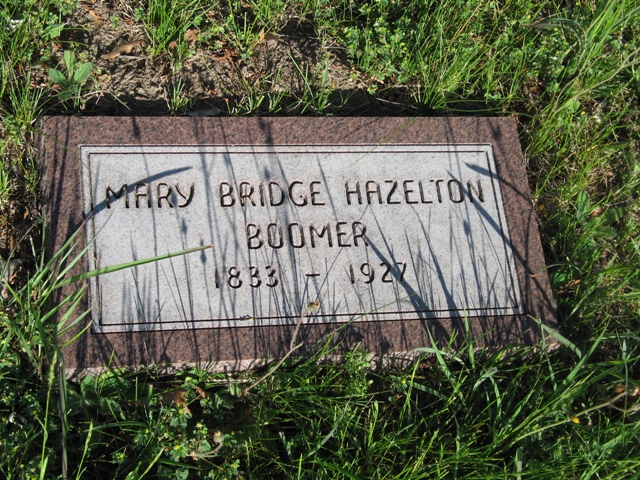 MARY BRIDGE HAZELTON
BOOMER
1833 - 1927